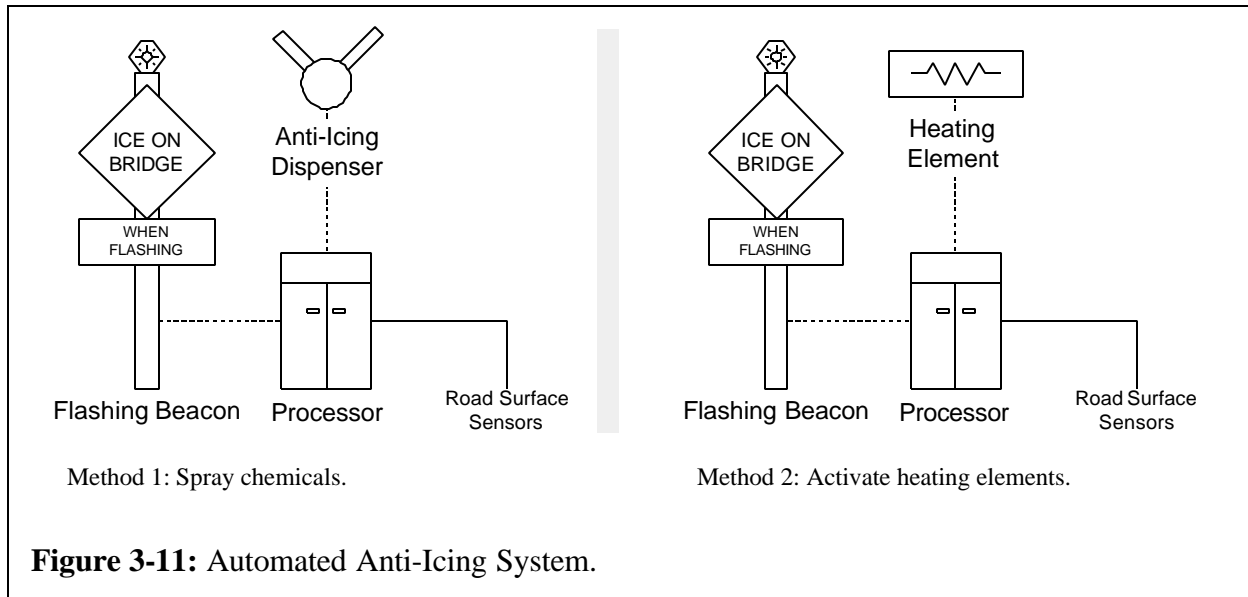 ICE ON
BRIDGE
WHEN
FLASHING
Anti-Icing
Dispenser
Flashing Beacon
Processor
Road Surface
Sensors
Method 1: Spray chemicals.
ICE ON
BRIDGE
WHEN
FLASHING
Heating
Element
Flashing Beacon
Processor
Road Surface
Sensors
Method 2: Activate heating elements.
Figure 3-11: Automated Anti-Icing System.